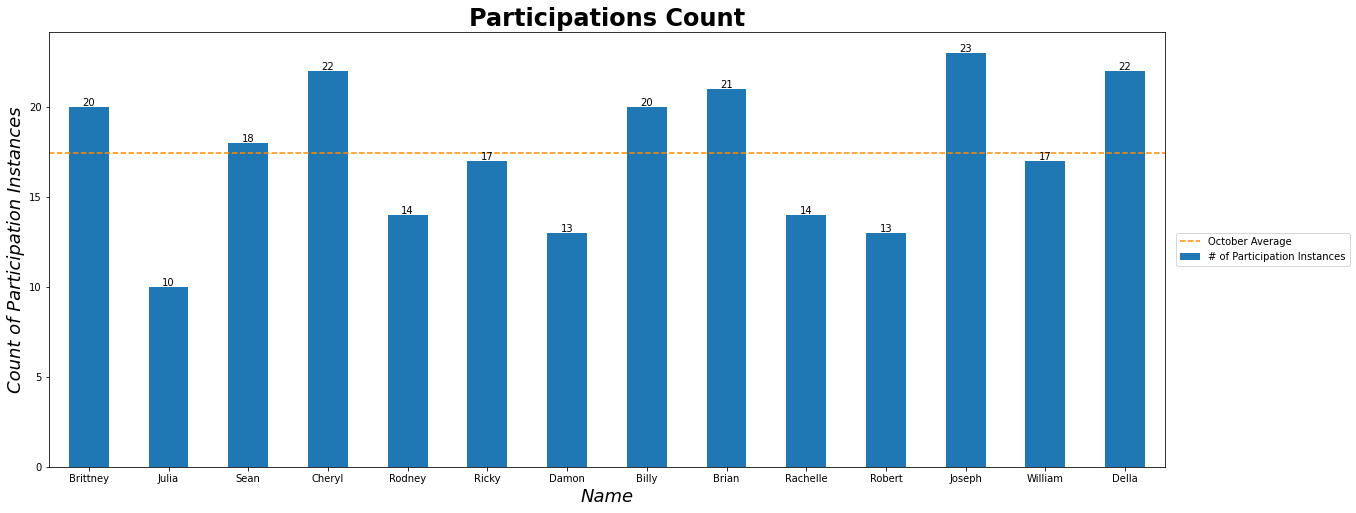 Participations Count
Count of Participation Instances
20
15
10
5
0
20
10
18
22
14
17
13
20
21
14
13
23
17
22
Brittney
Julia
Sean
Cheryl
Rodney
Ricky
Damon
Billy
Brian
Rachelle
Robert
Joseph
William
Della
Name
October Average
# of Participation Instances